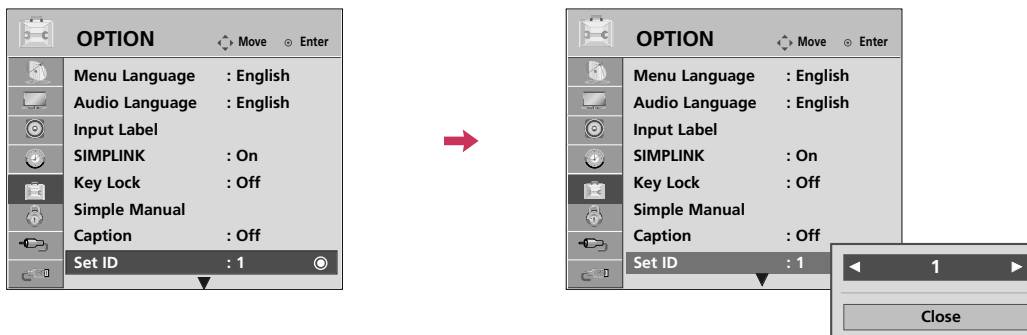 OPTION Move Enter
Menu Language : English
Audio Language : English
Input Label
SIMPLINK : On
Key Lock : Off
Simple Manual
Caption : Off
Set ID : 1
OPTION Move Enter
Menu Language : English
Audio Language : English
Input Label
SIMPLINK : On
Key Lock : Off
Simple Manual
Caption : Off
Set ID : 1
1
Close